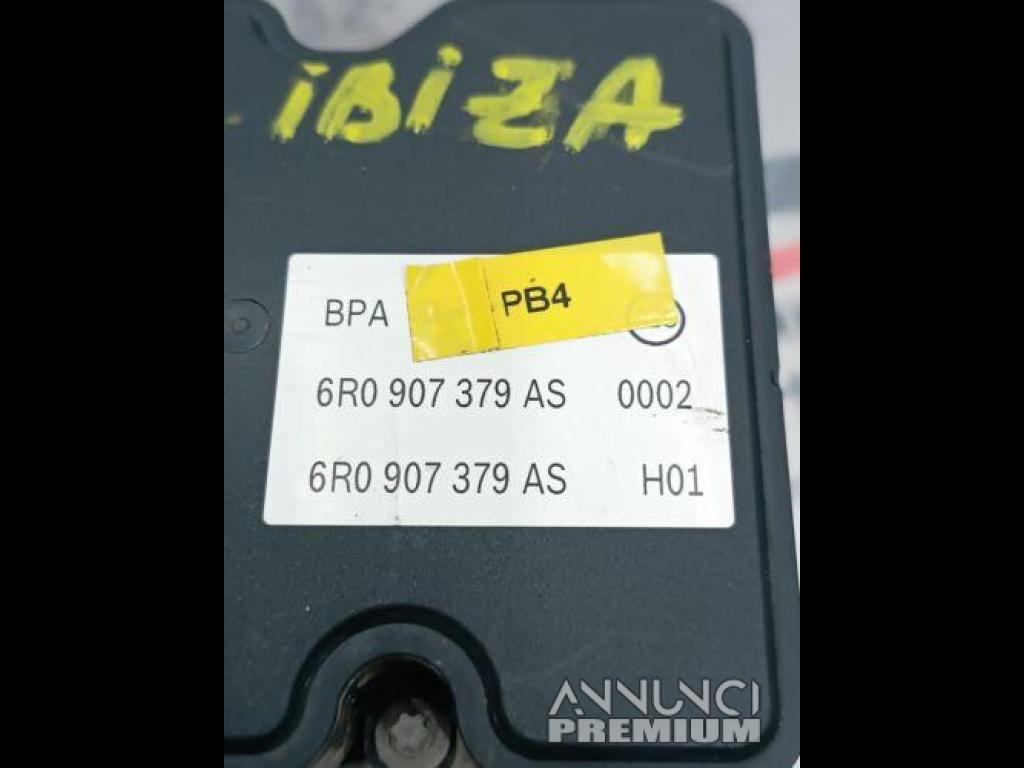 iBiZA
BPA PB4
6R0 907 379 AS 0002
6R0 907 379 AS H01
ANNUNCI
PREMIUM